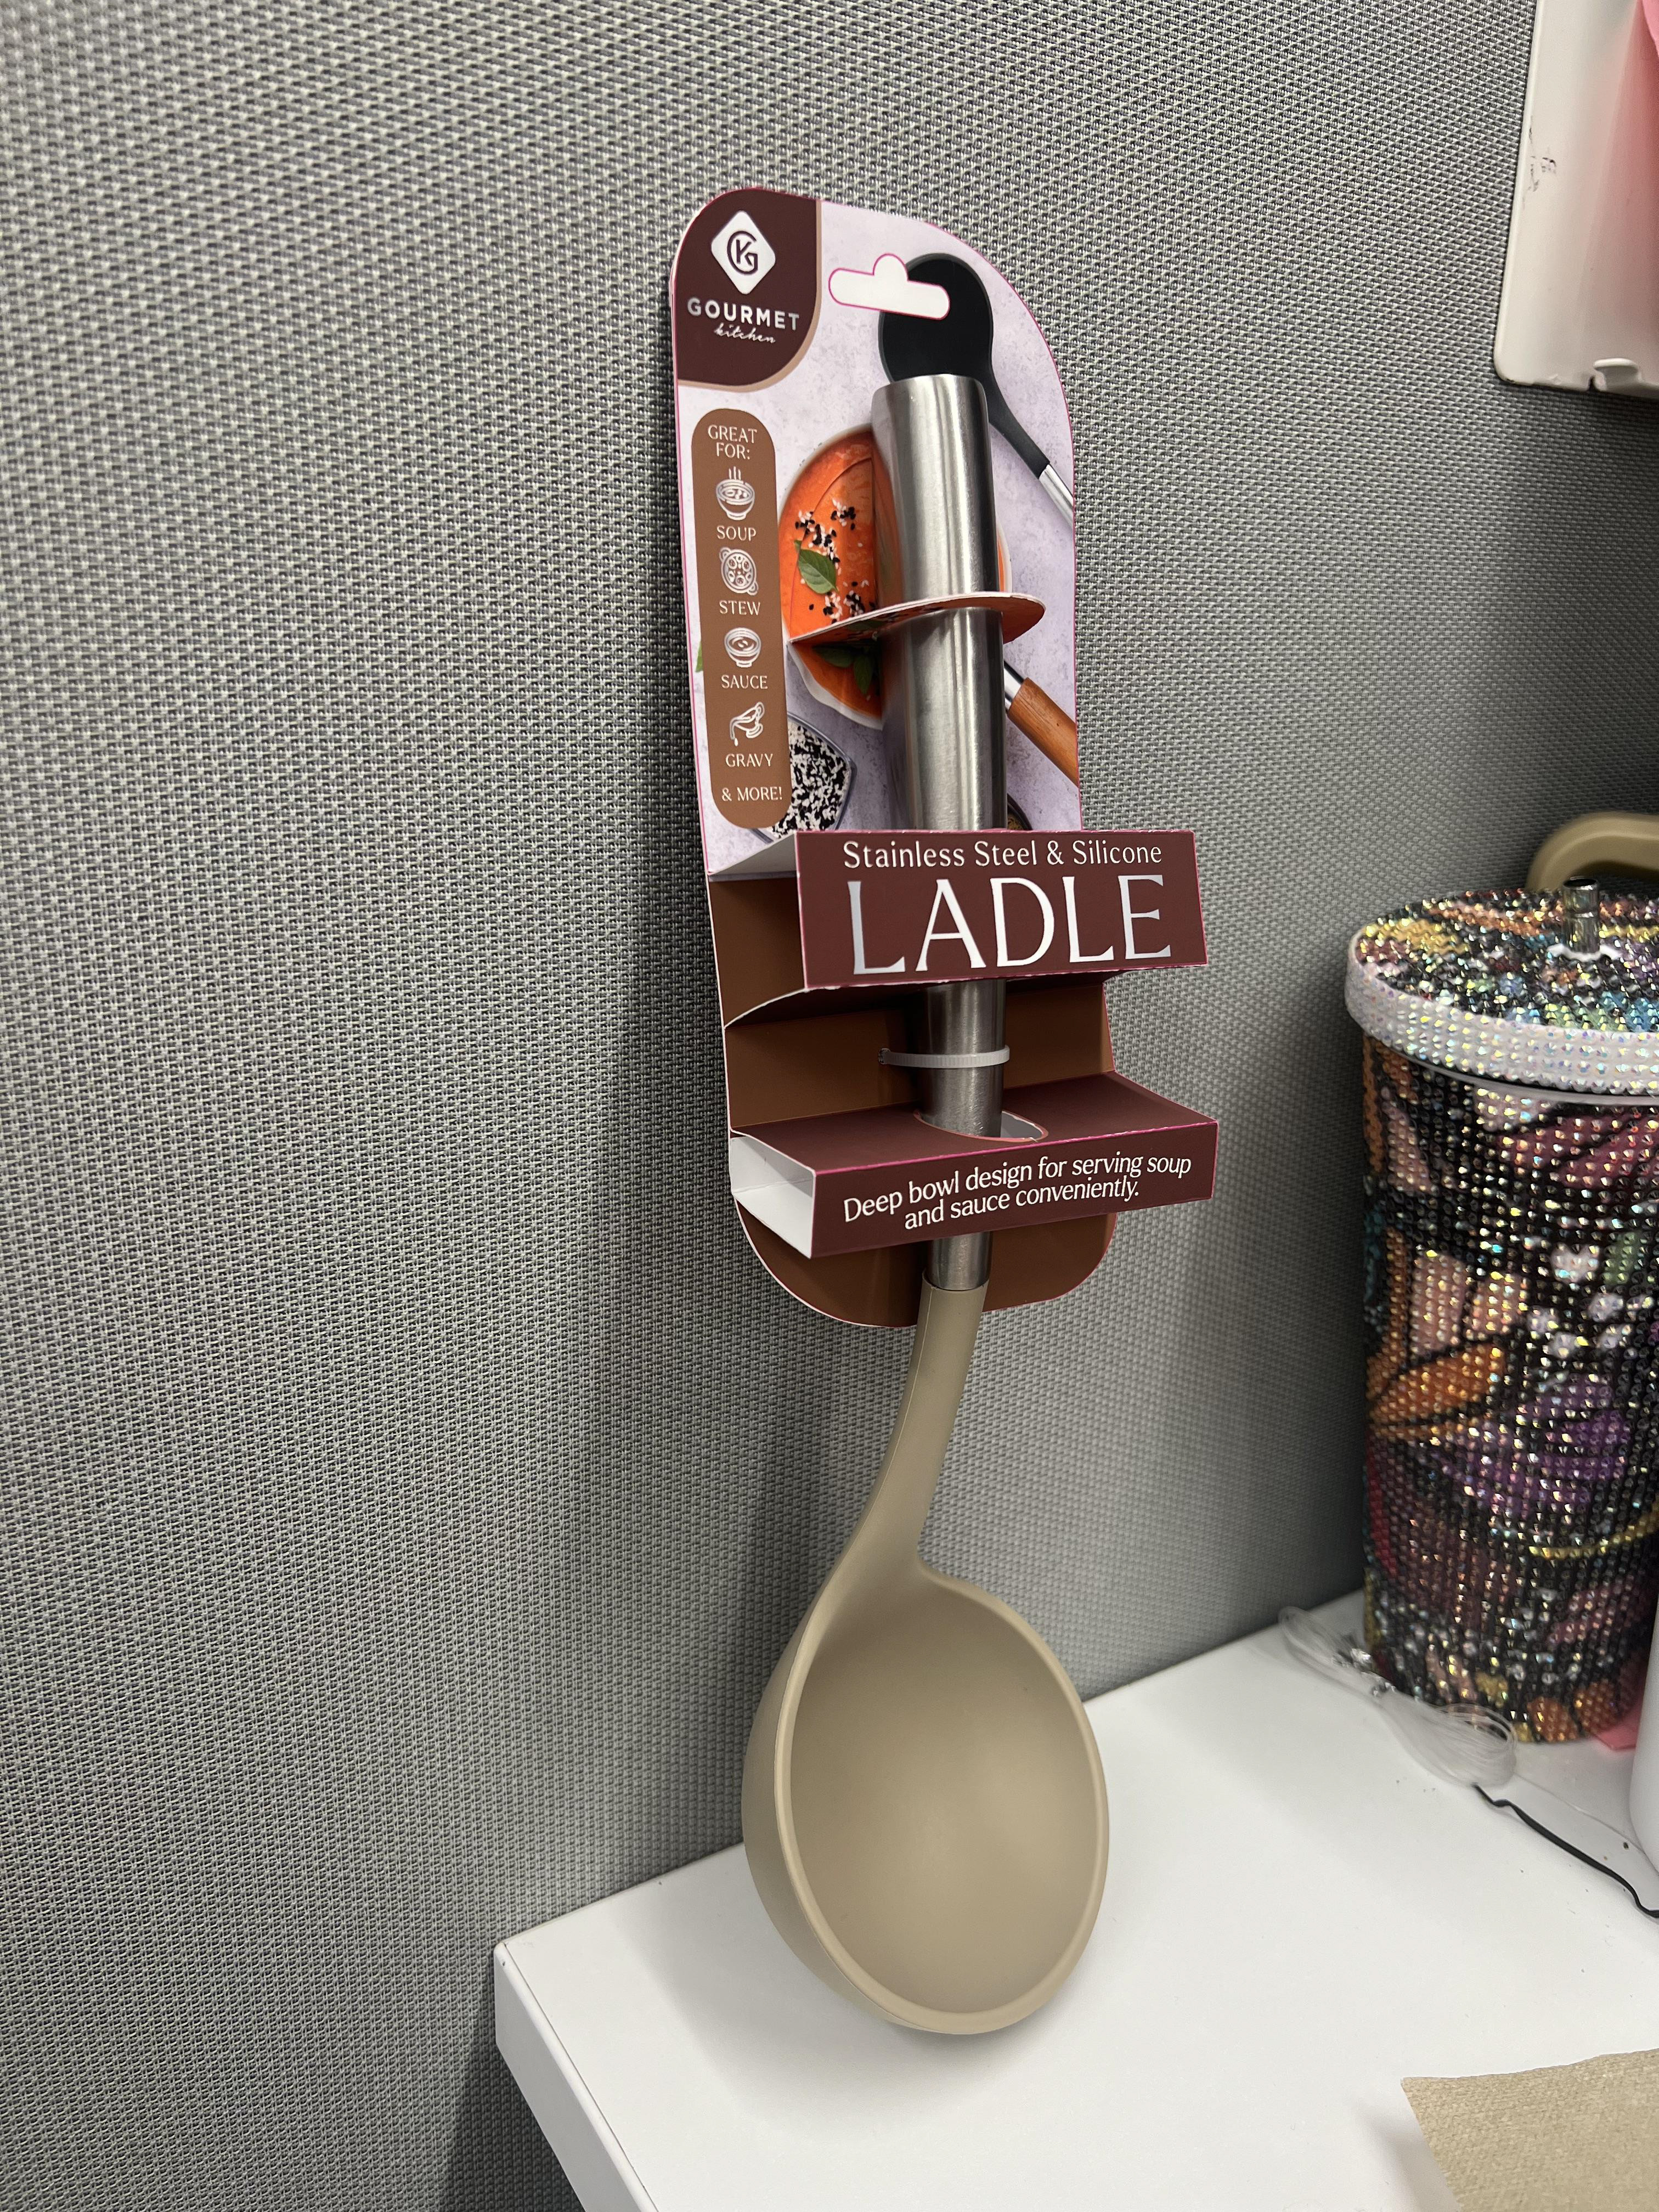 GK
GOURMET
kitchen
GREAT
FOR:
SOUP
STEW
SAUCE
GRAVY
& MORE!
Stainless Steel & Silicone
LADLE
Deep bowl design for serving soup
and sauce conveniently.